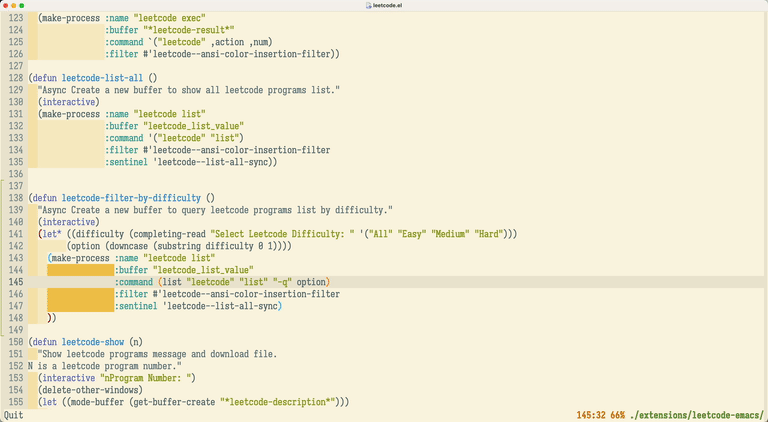 leetcode.el
123 (make-process :name "leetcode exec"
124 :buffer "*leetcode-result*"
125 :command `("leetcode" ,action ,num)
126 :filter #'leetcode--ansi-color-insertion-filter))
127
128 (defun leetcode-list-all ()
129 "Async Create a new buffer to show all leetcode programs list."
130 (interactive)
131 (make-process :name "leetcode list"
132 :buffer "leetcode_list_value"
133 :command '("leetcode" "list")
134 :filter #'leetcode--ansi-color-insertion-filter
135 :sentinel 'leetcode--list-all-sync))
136
137
138 (defun leetcode-filter-by-difficulty ()
139 "Async Create a new buffer to query leetcode programs list by difficulty."
140 (interactive)
141 (let* ((difficulty (completing-read "Select Leetcode Difficulty: " '("All" "Easy" "Medium" "Hard")))
142 (option (downcase (substring difficulty 0 1))))
143 (make-process :name "leetcode list"
144 :buffer "leetcode_list_value"
145 :command (list "leetcode" "list" "-q" option)
146 :filter #'leetcode--ansi-color-insertion-filter
147 :sentinel 'leetcode--list-all-sync)
148 ))
149
150 (defun leetcode-show (n)
151 "Show leetcode programs message and download file.
152 N is a leetcode program number."
153 (interactive "nProgram Number: ")
154 (delete-other-windows)
155 (let ((mode-buffer (get-buffer-create "*leetcode-description*")))
Quit 145:32 66% ./extensions/leetcode-emacs/